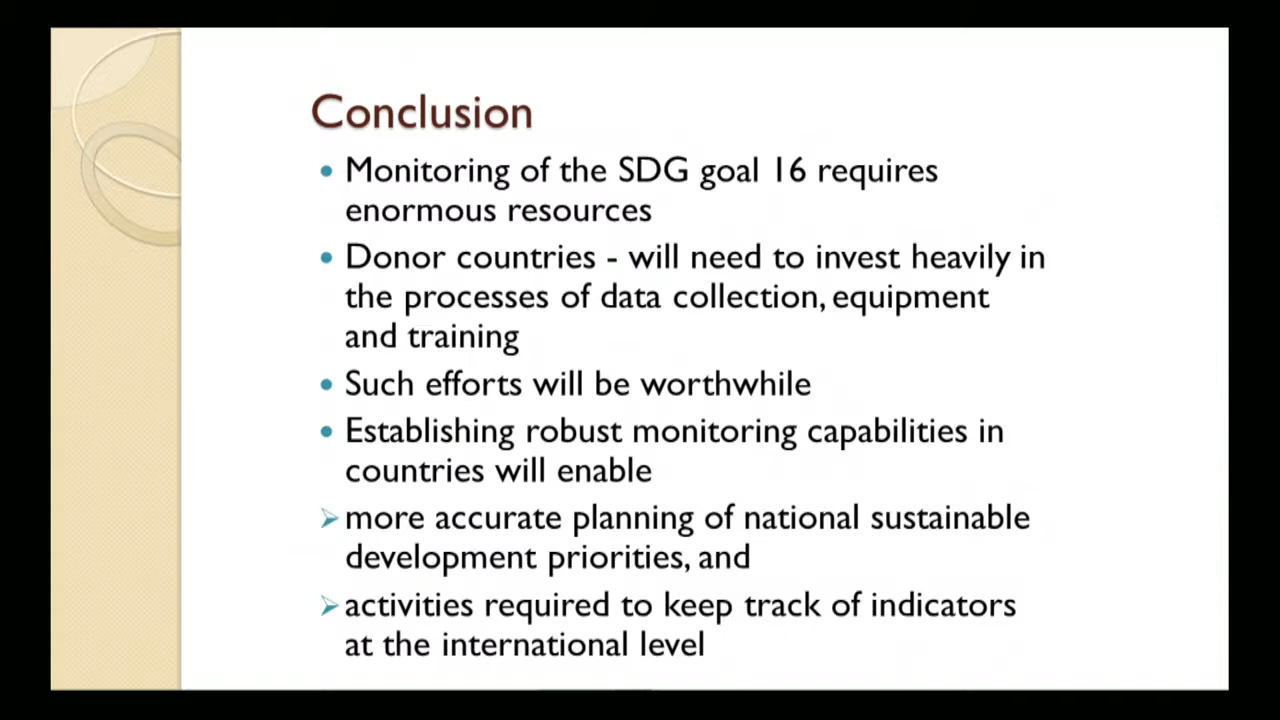 Conclusion
• Monitoring of the SDG goal 16 requires
enormous resources
• Donor countries - will need to invest heavily in
the processes of data collection, equipment
and training
• Such efforts will be worthwhile
• Establishing robust monitoring capabilities in
countries will enable
➢ more accurate planning of national sustainable
development priorities, and
➢ activities required to keep track of indicators
at the international level